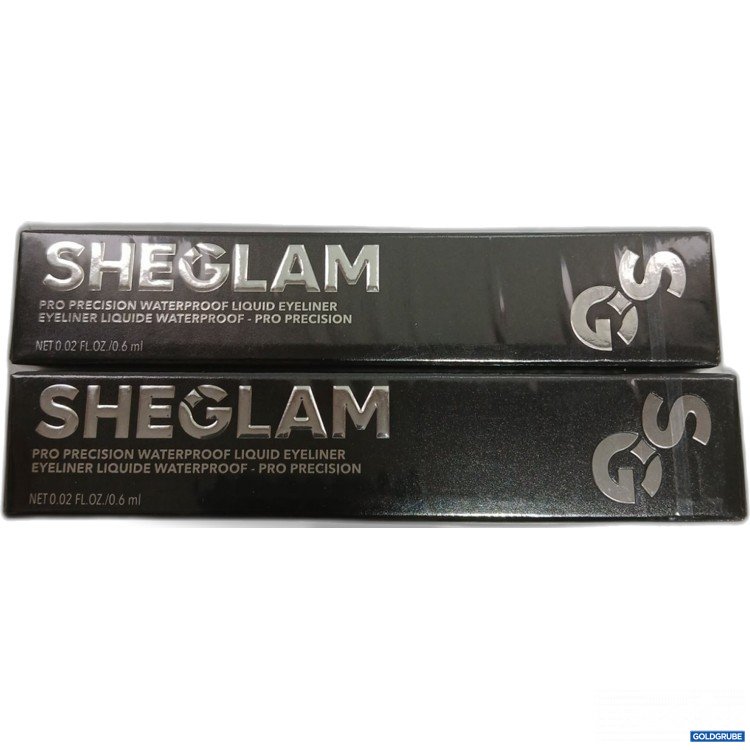 SHEGLAM
PRO PRECISION WATERPROOF LIQUID EYELINER
EYELINER LIQUIDE WATERPROOF - PRO PRECISION
NET 0.02 FL.OZ./0.6 ml
GS
SHEGLAM
PRO PRECISION WATERPROOF LIQUID EYELINER
EYELINER LIQUIDE WATERPROOF - PRO PRECISION
NET 0.02 FL.OZ./0.6 ml
GS
GOLDGRUBE